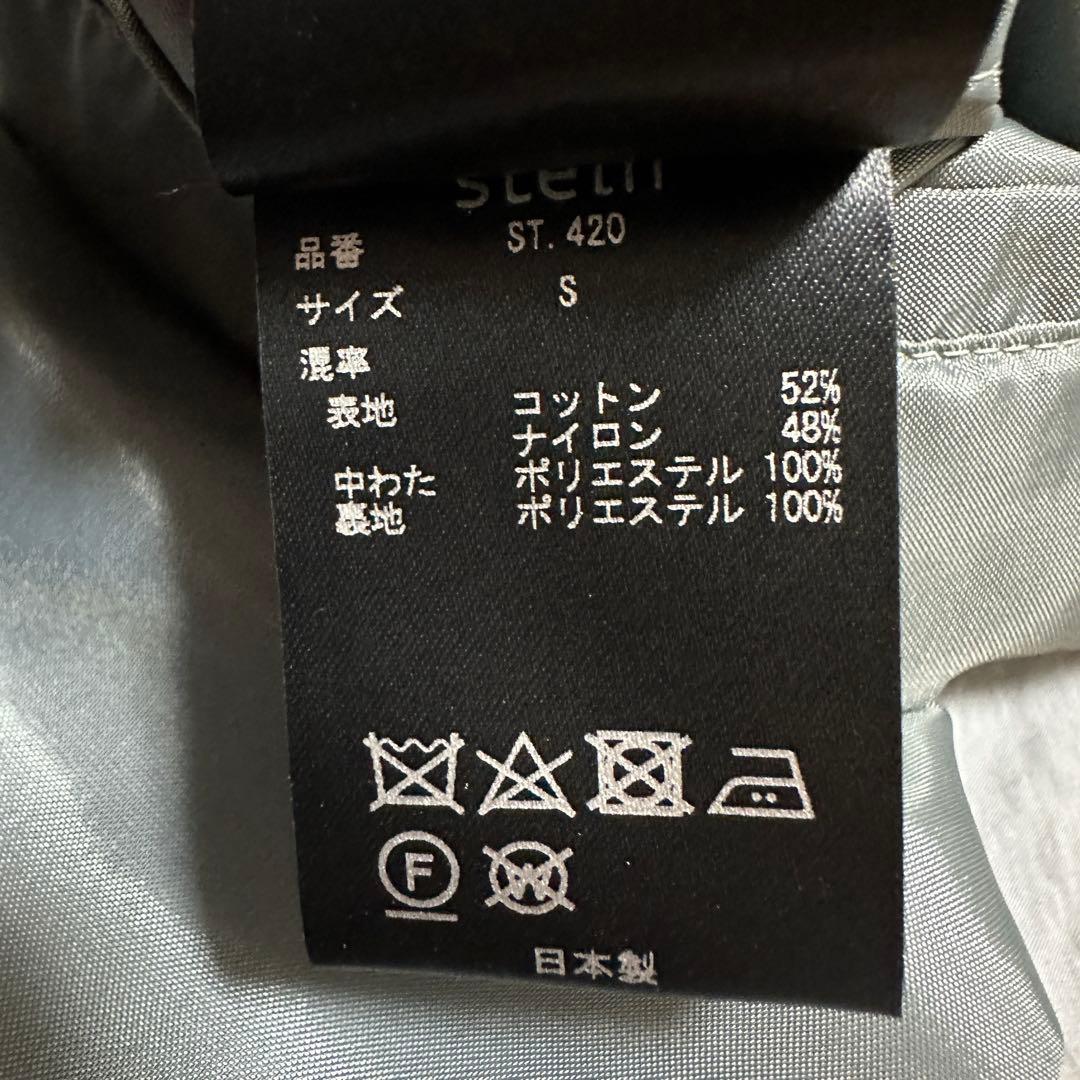 stein
品番 ST.420
サイズ S
混率
表地 コットン 52%
ナイロン 48%
中わた ポリエステル 100%
裏地 ポリエステル 100%
F W
日本製